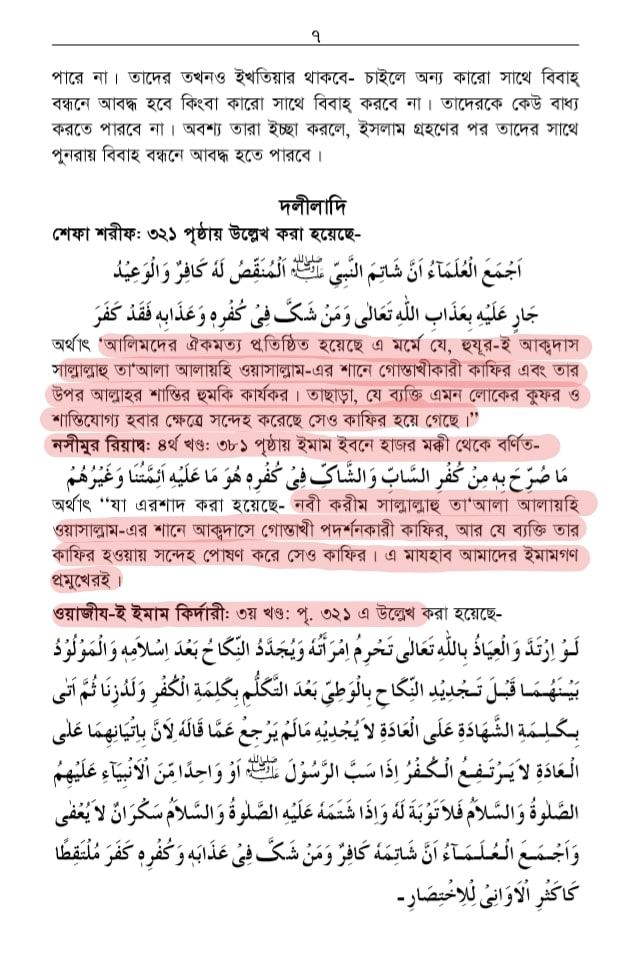 ৭
পারে না। তাদের তখনও ইখতিয়ার থাকবে- চাইলে অন্য কারো সাথে বিবাহ্
বন্ধনে আবদ্ধ হবে কিংবা কারো সাথে বিবাহ্ করবে না। তাদেরকে কেউ বাধ্য
করতে পারবে না। অবশ্য তারা ইচ্ছা করলে, ইসলাম গ্রহণের পর তাদের সাথে
পুনরায় বিবাহ বন্ধনে আবদ্ধ হতে পারবে।
দলীলাদি
শেফা শরীফ: ৩২১ পৃষ্ঠায় উল্লেখ করা হয়েছে-
اَجْمَعَ الْعُلَمَآءُ اَنَّ شَاتِمَ النَّبِيِّ ﷺ اَلْمُنَقِّصُ لَهٗ كَافِرٌ وَالْوَعِيْدُ
جَارٍ عَلَيْهِ بِعَذَابِ اللّٰهِ تَعَالٰى وَمَنْ شَكَّ فِىْ كُفْرِهٖ وَعَذَابِهٖ فَقَدْ كَفَرَ
অর্থাৎ 'আলিমদের ঐকমত্য প্রতিষ্ঠিত হয়েছে এ মর্মে যে, হুযূর-ই আক্বদাস
সাল্লাল্লাহু তা'আলা আলায়হি ওয়াসাল্লাম-এর শানে গোস্তাখীকারী কাফির এবং তার
উপর আল্লাহর শাস্তির হুমকি কার্যকর। তাছাড়া, যে ব্যক্তি এমন লোকের কুফর ও
শাস্তিযোগ্য হবার ক্ষেত্রে সন্দেহ করেছে সেও কাফির হয়ে গেছে।”
নসীমুর রিয়াদ্ব: ৪র্থ খণ্ড: ৩৮১ পৃষ্ঠায় ইমাম ইবনে হাজর মক্কী থেকে বর্ণিত-
مَا صُرِّحَ بِهٖ مِنْ كُفْرِ السَّابِّ وَالشَّاكِّ فِىْ كُفْرِهٖ هُوَ مَا عَلَيْهِ اَئِمَّتُنَا وَغَيْرُهُمْ
অর্থাৎ “যা এরশাদ করা হয়েছে- নবী করীম সাল্লাল্লাহু তা'আলা আলায়হি
ওয়াসাল্লাম-এর শানে আক্বদাসে গোস্তাখী পদর্শনকারী কাফির, আর যে ব্যক্তি তার
কাফির হওয়ায় সন্দেহ পোষণ করে সেও কাফির। এ মাযহাব আমাদের ইমামগণ
প্রমুখেরই।
ওয়াজীয-ই ইমাম কির্দারী: ৩য় খণ্ড: পৃ. ৩২১ এ উল্লেখ করা হয়েছে-
لَوْ اِرْتَدَّ وَالْعِيَاذُ بِاللّٰهِ تَعَالٰى تَحْرِمُ اِمْرَأَتُهٗ وَيُجَدَّدُ النِّكَاحُ بَعْدَ اِسْلَامِهٖ وَالْمَوْلُوْدُ
بَيْنَهُمَا قَبْلَ تَجْدِيْدِ النِّكَاحِ بِالْوَطِيِّ بَعْدَ التَّكَلُّمِ بِكَلِمَةِ الْكُفْرِ وَلَدُزِنَا ثُمَّ اَتٰى
بِكَلِمَةِ الشَّهَادَةِ عَلَى الْعَادَةِ لَا يُجْدِيْهِ مَالَمْ يَرْجِعْ عَمَّا قَالَهٗ لِاَنَّ بِاِتْيَانِهِمَا عَلٰى
الْعَادَةِ لَا يَرْتَفِعُ الْكُفْرُ اِذَا سَبَّ الرَّسُوْلَ ﷺ اَوْ وَاحِدًا مِّنَ الْاَنْبِيَآءِ عَلَيْهِمُ
الصَّلٰوةُ وَالسَّلَامُ فَلَا تَوْبَةَ لَهٗ وَاِذَا شَتَمَهٗ عَلَيْهِ الصَّلٰوةُ وَالسَّلَامُ سَكْرَانٌ لَا يُعْفٰى
وَاَجْمَعَ الْعُلَمَآءُ اَنَّ شَاتِمَهٗ كَافِرٌ وَمَنْ شَكَّ فِىْ عَذَابِهٖ وَكُفْرِهٖ كَفَرَ مُلْتَقِطًا
كَاَكْثَرِ الْاَوَانِىْ لِلْاِخْتِصَارِ-